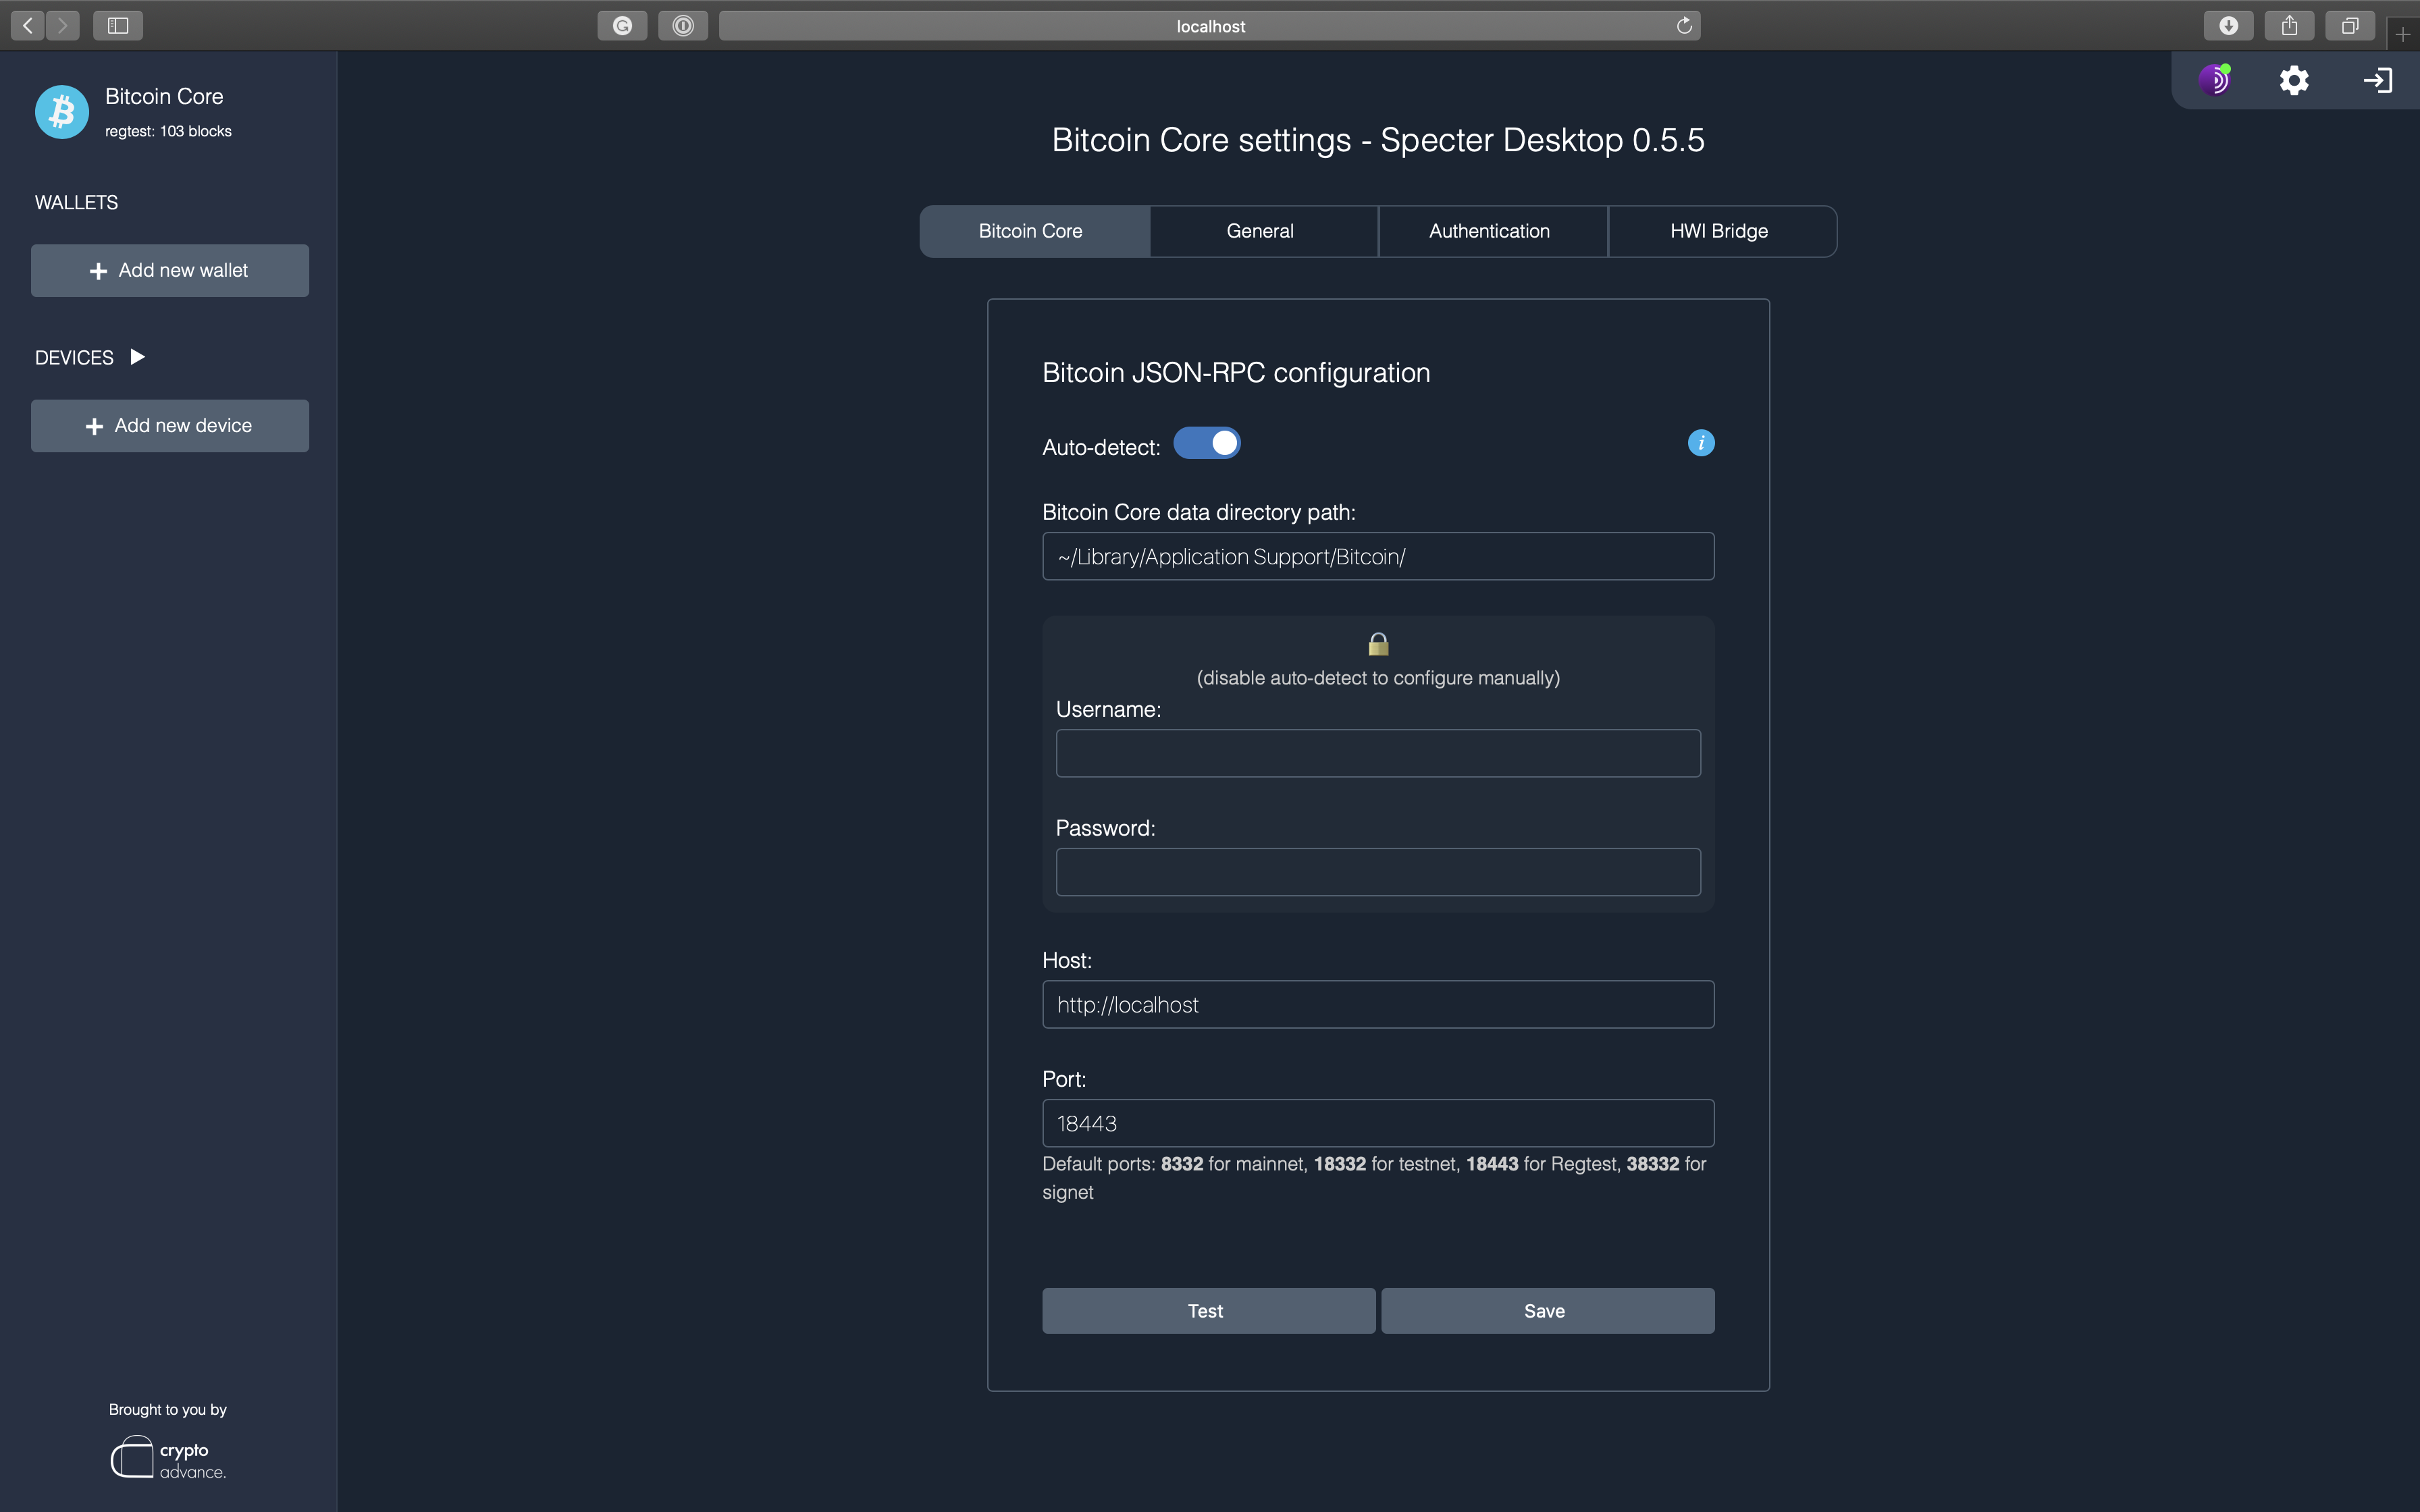 localhost
Bitcoin Core
regtest: 103 blocks
WALLETS
+ Add new wallet
DEVICES
+ Add new device
Brought to you by
crypto
advance.
Bitcoin Core settings - Specter Desktop 0.5.5
Bitcoin Core
General
Authentication
HWI Bridge
Bitcoin JSON-RPC configuration
Auto-detect:
i
Bitcoin Core data directory path:
~/Library/Application Support/Bitcoin/
(disable auto-detect to configure manually)
Username:
Password:
Host:
http://localhost
Port:
18443
Default ports: 8332 for mainnet, 18332 for testnet, 18443 for Regtest, 38332 for
signet
Test
Save